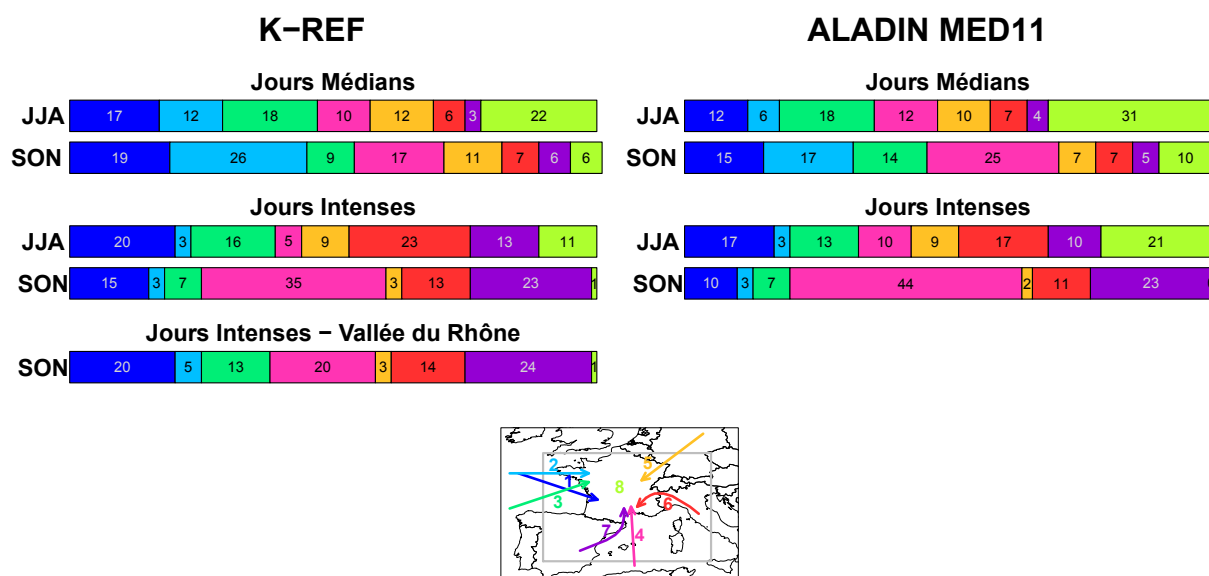 K−REF ALADIN MED11
Jours Médians Jours Médians
JJA 17 12 18 10 12 6 3 22 JJA 12 6 18 12 10 7 4 31
SON 19 26 9 17 11 7 6 6 SON 15 17 14 25 7 7 5 10
Jours Intenses Jours Intenses
JJA 20 3 16 5 9 23 13 11 JJA 17 3 13 10 9 17 10 21
SON 15 3 7 35 3 13 23 1 SON 10 3 7 44 2 11 23
Jours Intenses − Vallée du Rhône
SON 20 5 13 20 3 14 24 1
2 5
1 8
3 6
7 4